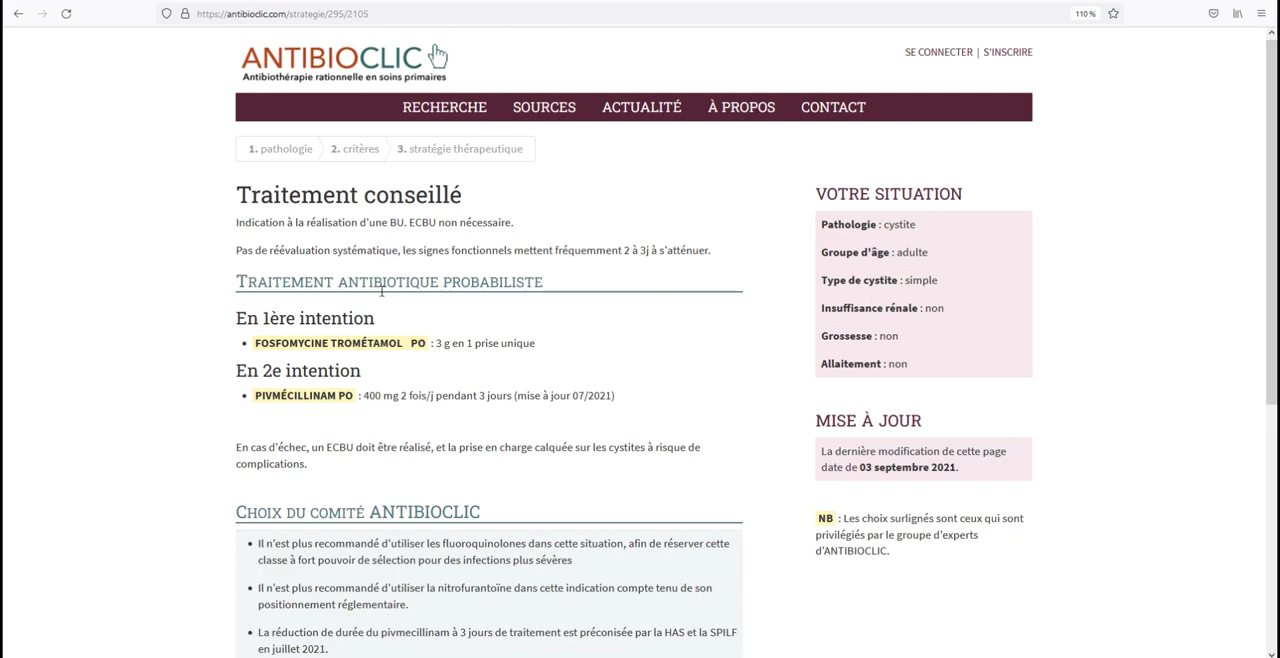 https://antibioclic.com/strategie/295/2105
110 %
ANTIBIOCLIC
Antibiothérapie rationnelle en soins primaires
SE CONNECTER | S'INSCRIRE
RECHERCHE SOURCES ACTUALITÉ À PROPOS CONTACT
1. pathologie 2. critères 3. stratégie thérapeutique
Traitement conseillé
Indication à la réalisation d'une BU. ECBU non nécessaire.
Pas de réévaluation systématique, les signes fonctionnels mettent fréquemment 2 à 3j à s'atténuer.
TRAITEMENT ANTIBIOTIQUE PROBABILISTE
En 1ère intention
• FOSFOMYCINE TROMÉTAMOL PO : 3 g en 1 prise unique
En 2e intention
• PIVMÉCILLINAM PO : 400 mg 2 fois/j pendant 3 jours (mise à jour 07/2021)
En cas d'échec, un ECBU doit être réalisé, et la prise en charge calquée sur les cystites à risque de
complications.
CHOIX DU COMITÉ ANTIBIOCLIC
• Il n'est plus recommandé d'utiliser les fluoroquinolones dans cette situation, afin de réserver cette
classe à fort pouvoir de sélection pour des infections plus sévères
• Il n'est plus recommandé d'utiliser la nitrofurantoïne dans cette indication compte tenu de son
positionnement réglementaire.
• La réduction de durée du pivmecillinam à 3 jours de traitement est préconisée par la HAS et la SPILF
en juillet 2021.
VOTRE SITUATION
Pathologie : cystite
Groupe d'âge : adulte
Type de cystite : simple
Insuffisance rénale : non
Grossesse : non
Allaitement : non
MISE À JOUR
La dernière modification de cette page
date de 03 septembre 2021.
NB : Les choix surlignés sont ceux qui sont
privilégiés par le groupe d'experts
d'ANTIBIOCLIC.